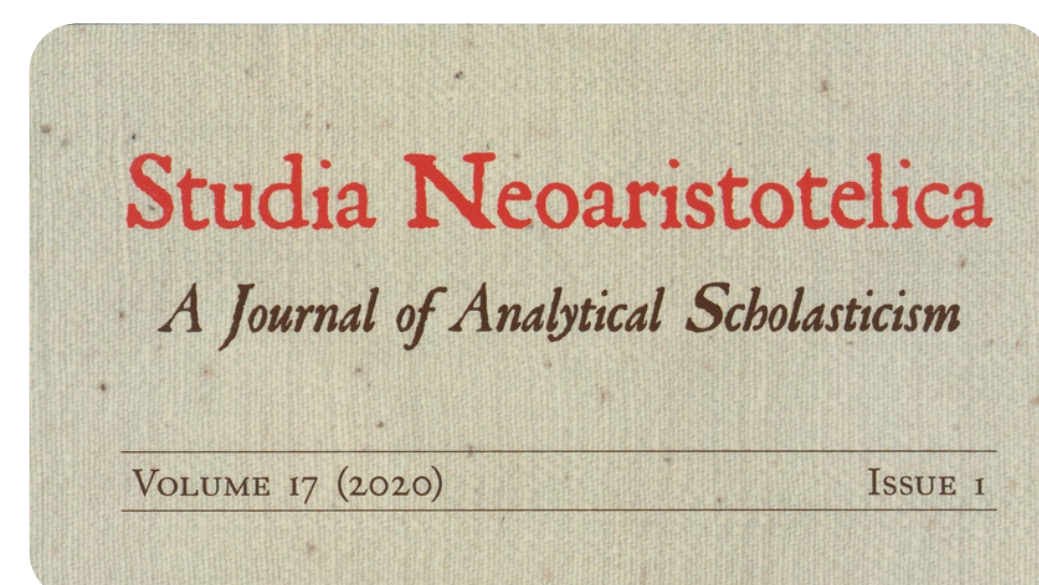 Studia Neoaristotelica
A Journal of Analytical Scholasticism
Volume 17 (2020) Issue 1